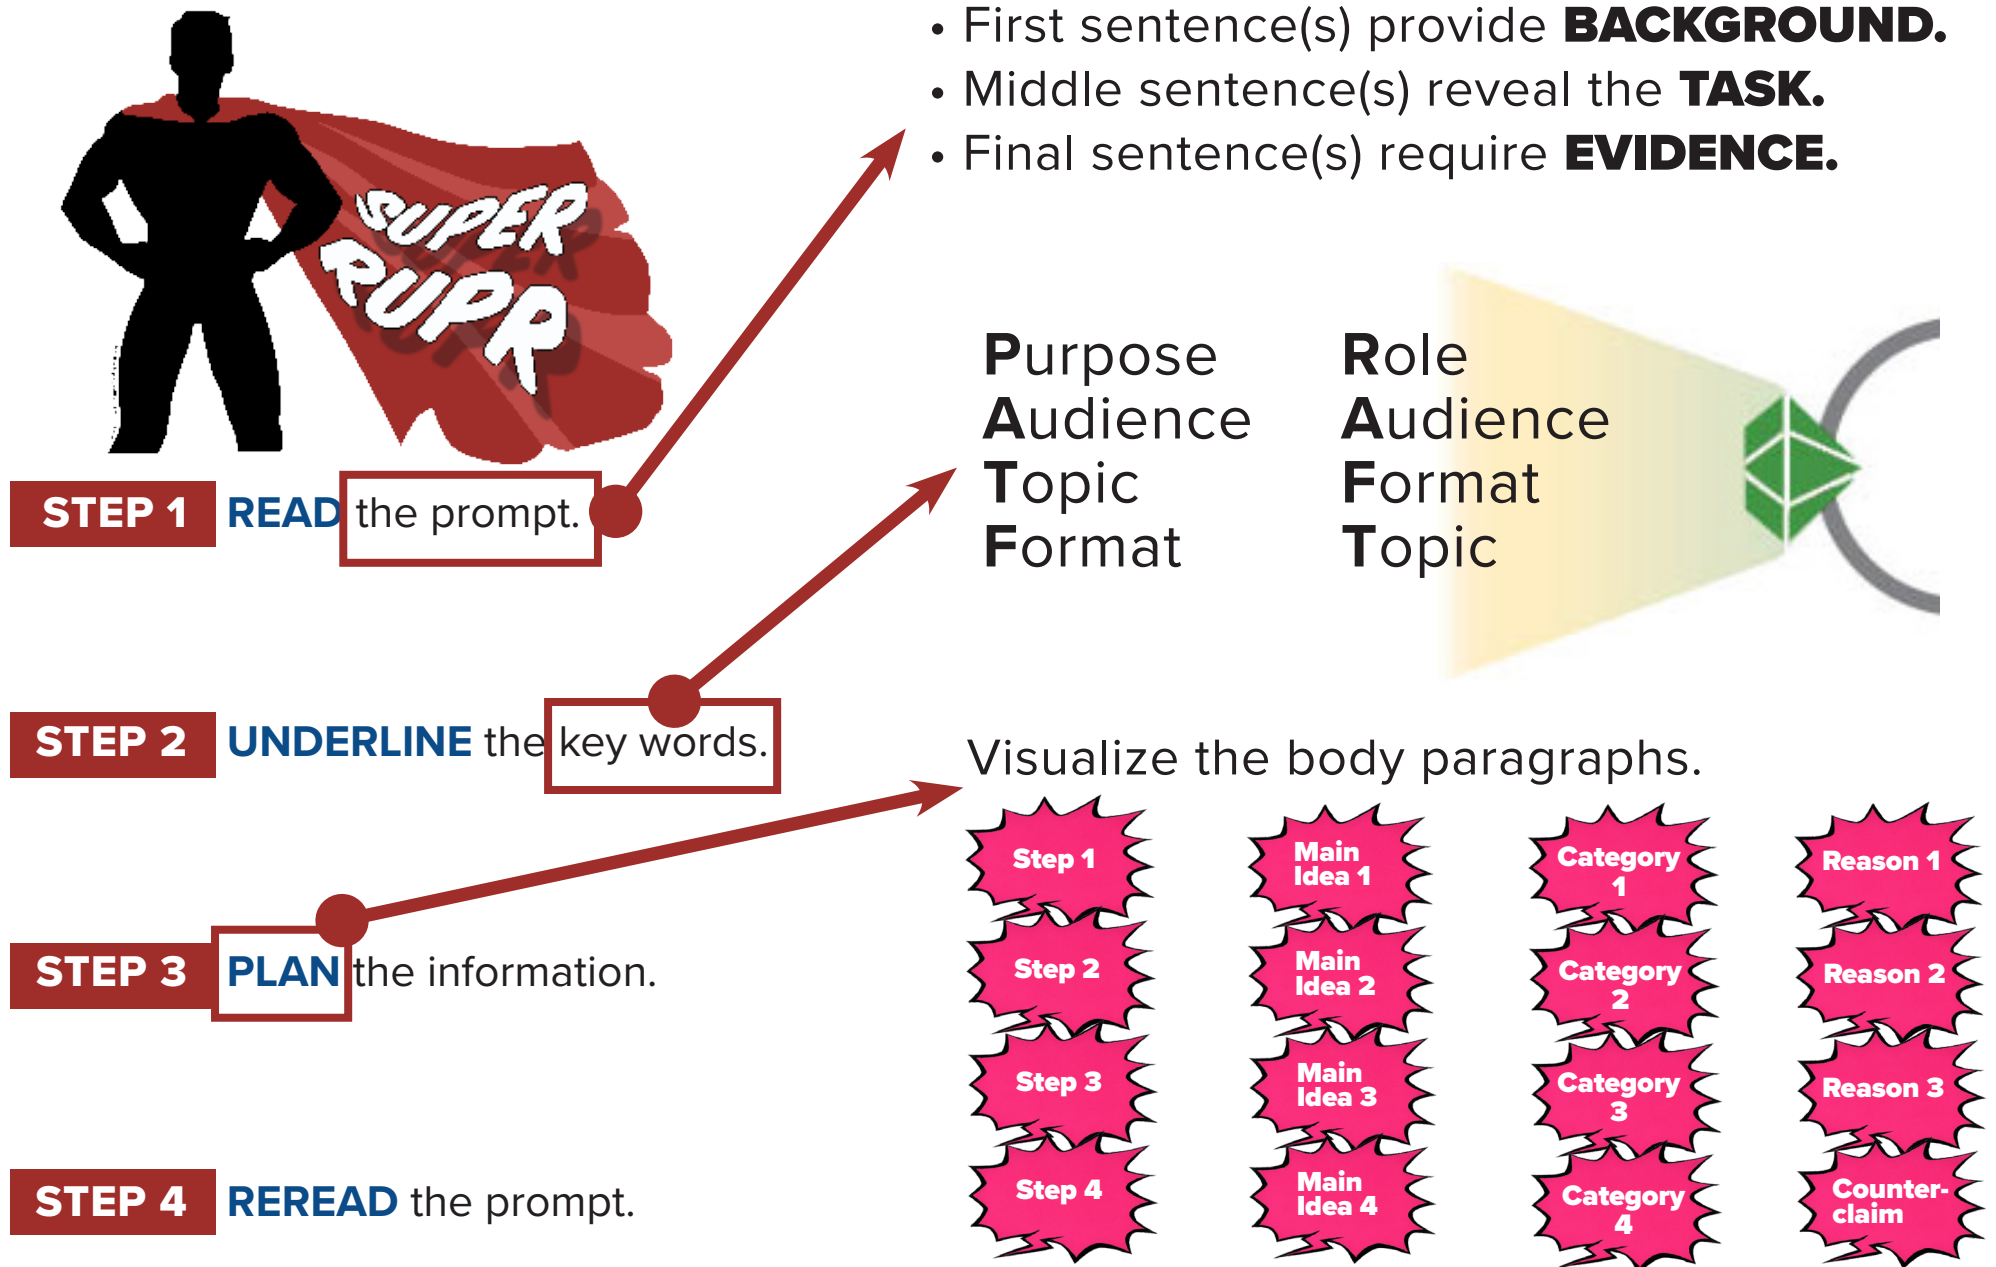 SUPER
RUPR
• First sentence(s) provide BACKGROUND.
• Middle sentence(s) reveal the TASK.
• Final sentence(s) require EVIDENCE.
STEP 1 READ the prompt.
Purpose
Audience
Topic
Format
Role
Audience
Format
Topic
STEP 2 UNDERLINE the key words.
Visualize the body paragraphs.
STEP 3 PLAN the information.
STEP 4 REREAD the prompt.
Step 1
Step 2
Step 3
Step 4
Main
Idea 1
Main
Idea 2
Main
Idea 3
Main
Idea 4
Category
1
Category
2
Category
3
Category
4
Reason 1
Reason 2
Reason 3
Counter-
claim